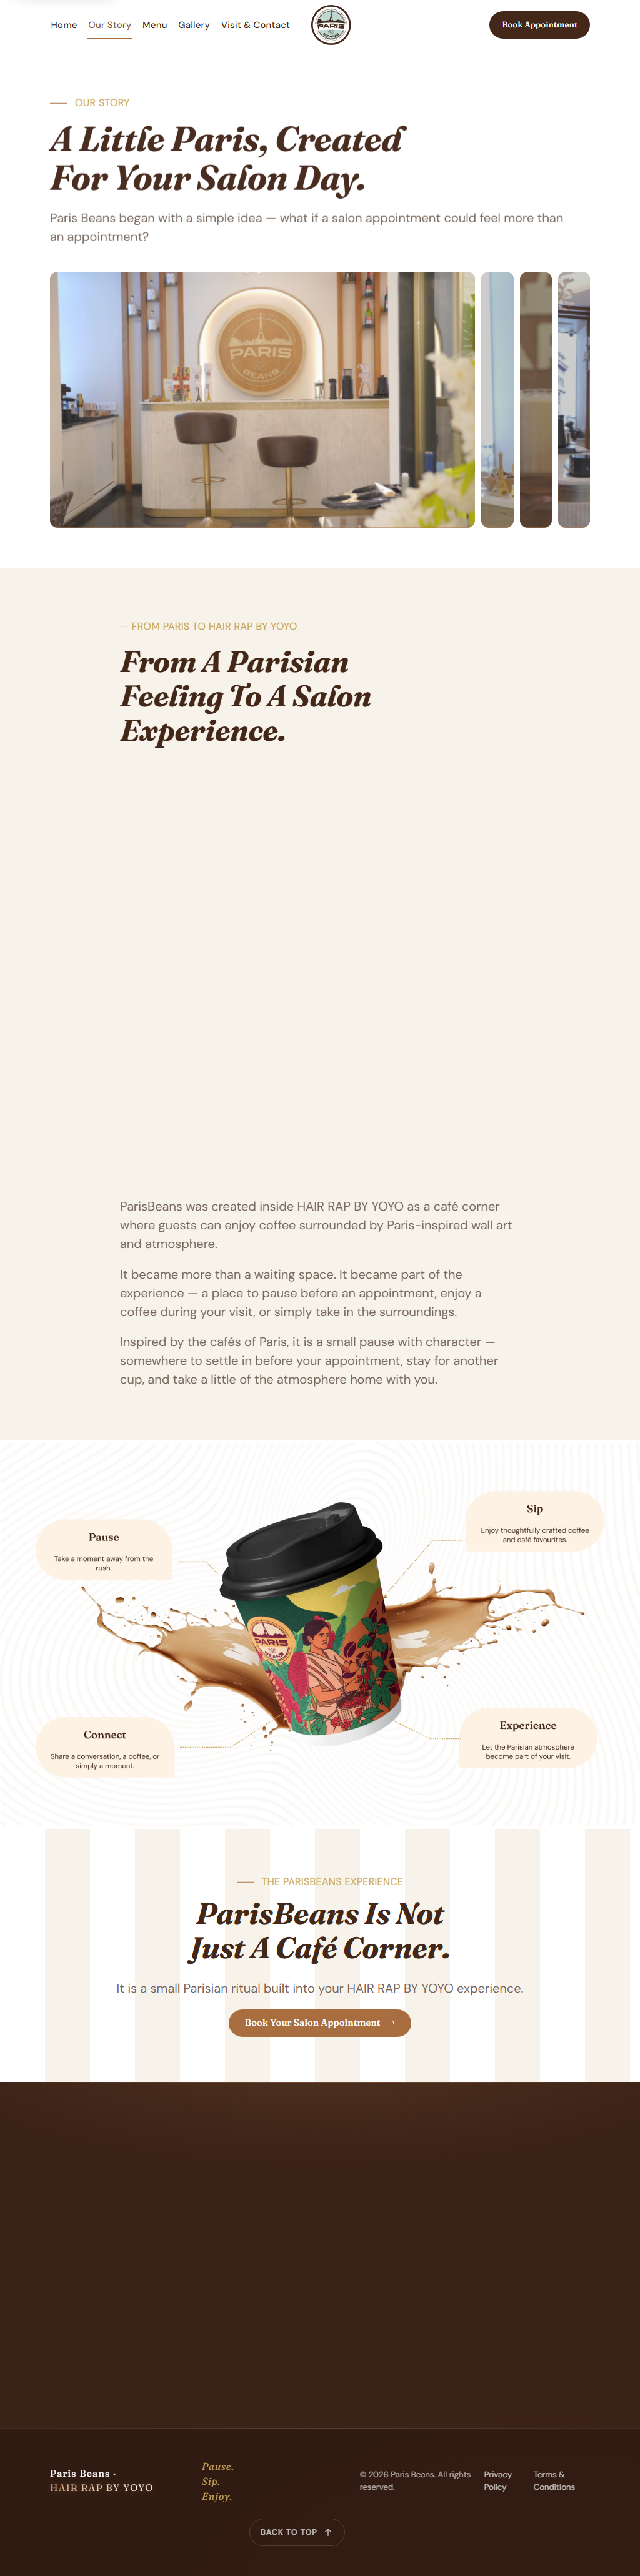 Home Our Story Menu Gallery Visit & Contact PARIS Book Appointment
OUR STORY
A Little Paris, Created
For Your Salon Day.
Paris Beans began with a simple idea — what if a salon appointment could feel more than
an appointment?
PARIS
BEANS
— FROM PARIS TO HAIR RAP BY YOYO
From A Parisian
Feeling To A Salon
Experience.
ParisBeans was created inside HAIR RAP BY YOYO as a café corner
where guests can enjoy coffee surrounded by Paris-inspired wall art
and atmosphere.
It became more than a waiting space. It became part of the
experience — a place to pause before an appointment, enjoy a
coffee during your visit, or simply take in the surroundings.
Inspired by the cafés of Paris, it is a small pause with character —
somewhere to settle in before your appointment, stay for another
cup, and take a little of the atmosphere home with you.
Sip
Enjoy thoughtfully crafted coffee
and café favourites.
Pause
Take a moment away from the
rush.
PARIS
BEANS
Connect
Share a conversation, a coffee, or
simply a moment.
Experience
Let the Parisian atmosphere
become part of your visit.
THE PARISBEANS EXPERIENCE
ParisBeans Is Not
Just A Café Corner.
It is a small Parisian ritual built into your HAIR RAP BY YOYO experience.
Book Your Salon Appointment →
Paris Beans ·
HAIR RAP BY YOYO
Pause.
Sip.
Enjoy.
© 2026 Paris Beans. All rights
reserved.
Privacy
Policy
Terms &
Conditions
BACK TO TOP ↑